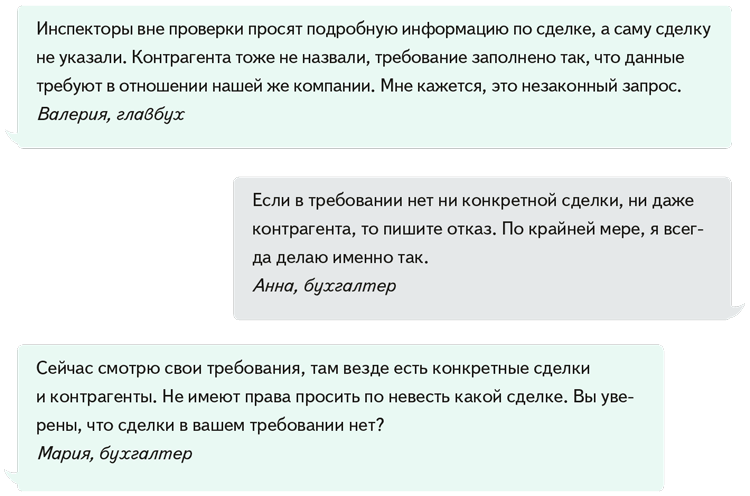 Инспекторы вне проверки просят подробную информацию по сделке, а саму сделку
не указали. Контрагента тоже не назвали, требование заполнено так, что данные
требуют в отношении нашей же компании. Мне кажется, это незаконный запрос.
Валерия, главбух
Если в требовании нет ни конкретной сделки, ни даже
контрагента, то пишите отказ. По крайней мере, я всег-
да делаю именно так.
Анна, бухгалтер
Сейчас смотрю свои требования, там везде есть конкретные сделки
и контрагенты. Не имеют права просить по невесть какой сделке. Вы уве-
рены, что сделки в вашем требовании нет?
Мария, бухгалтер